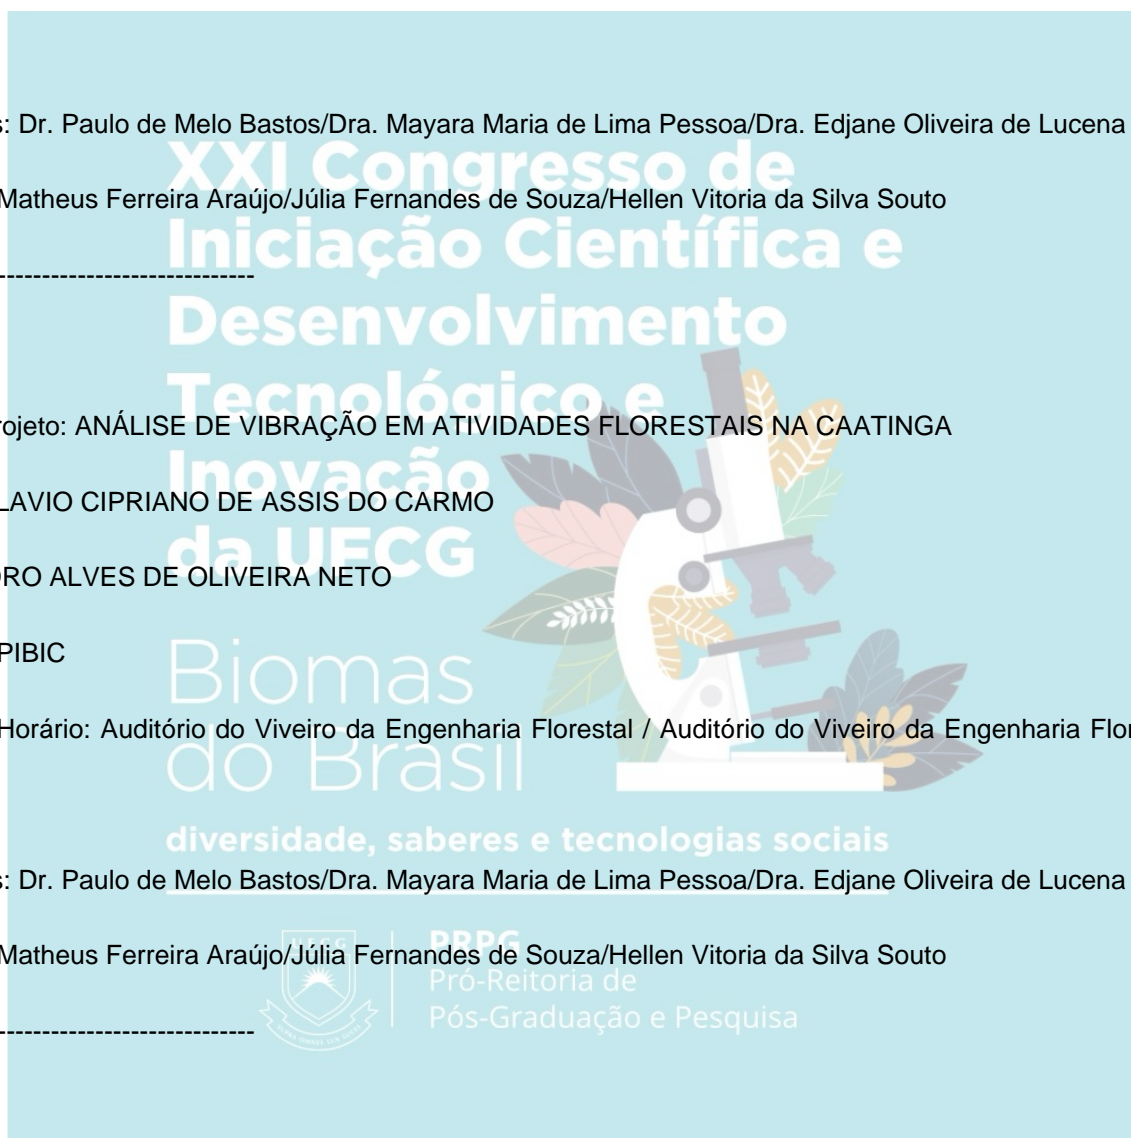 s: Dr. Paulo de Melo Bastos/Dra. Mayara Maria de Lima Pessoa/Dra. Edjane Oliveira de Lucena
XXI Congresso de
Matheus Ferreira Araújo/Júlia Fernandes de Souza/Hellen Vitoria da Silva Souto
Iniciação Científica e
-----------------------------
Desenvolvimento
Tecnológico e
rojeto: ANÁLISE DE VIBRAÇÃO EM ATIVIDADES FLORESTAIS NA CAATINGA
Inovação
LAVIO CIPRIANO DE ASSIS DO CARMO
da UFCG
DRO ALVES DE OLIVEIRA NETO
PIBIC
Biomas
Horário: Auditório do Viveiro da Engenharia Florestal / Auditório do Viveiro da Engenharia Flor
do Brasil
diversidade, saberes e tecnologias sociais
s: Dr. Paulo de Melo Bastos/Dra. Mayara Maria de Lima Pessoa/Dra. Edjane Oliveira de Lucena
UFCG
PRPG
Matheus Ferreira Araújo/Júlia Fernandes de Souza/Hellen Vitoria da Silva Souto
Pró-Reitoria de
Pós-Graduação e Pesquisa
-----------------------------